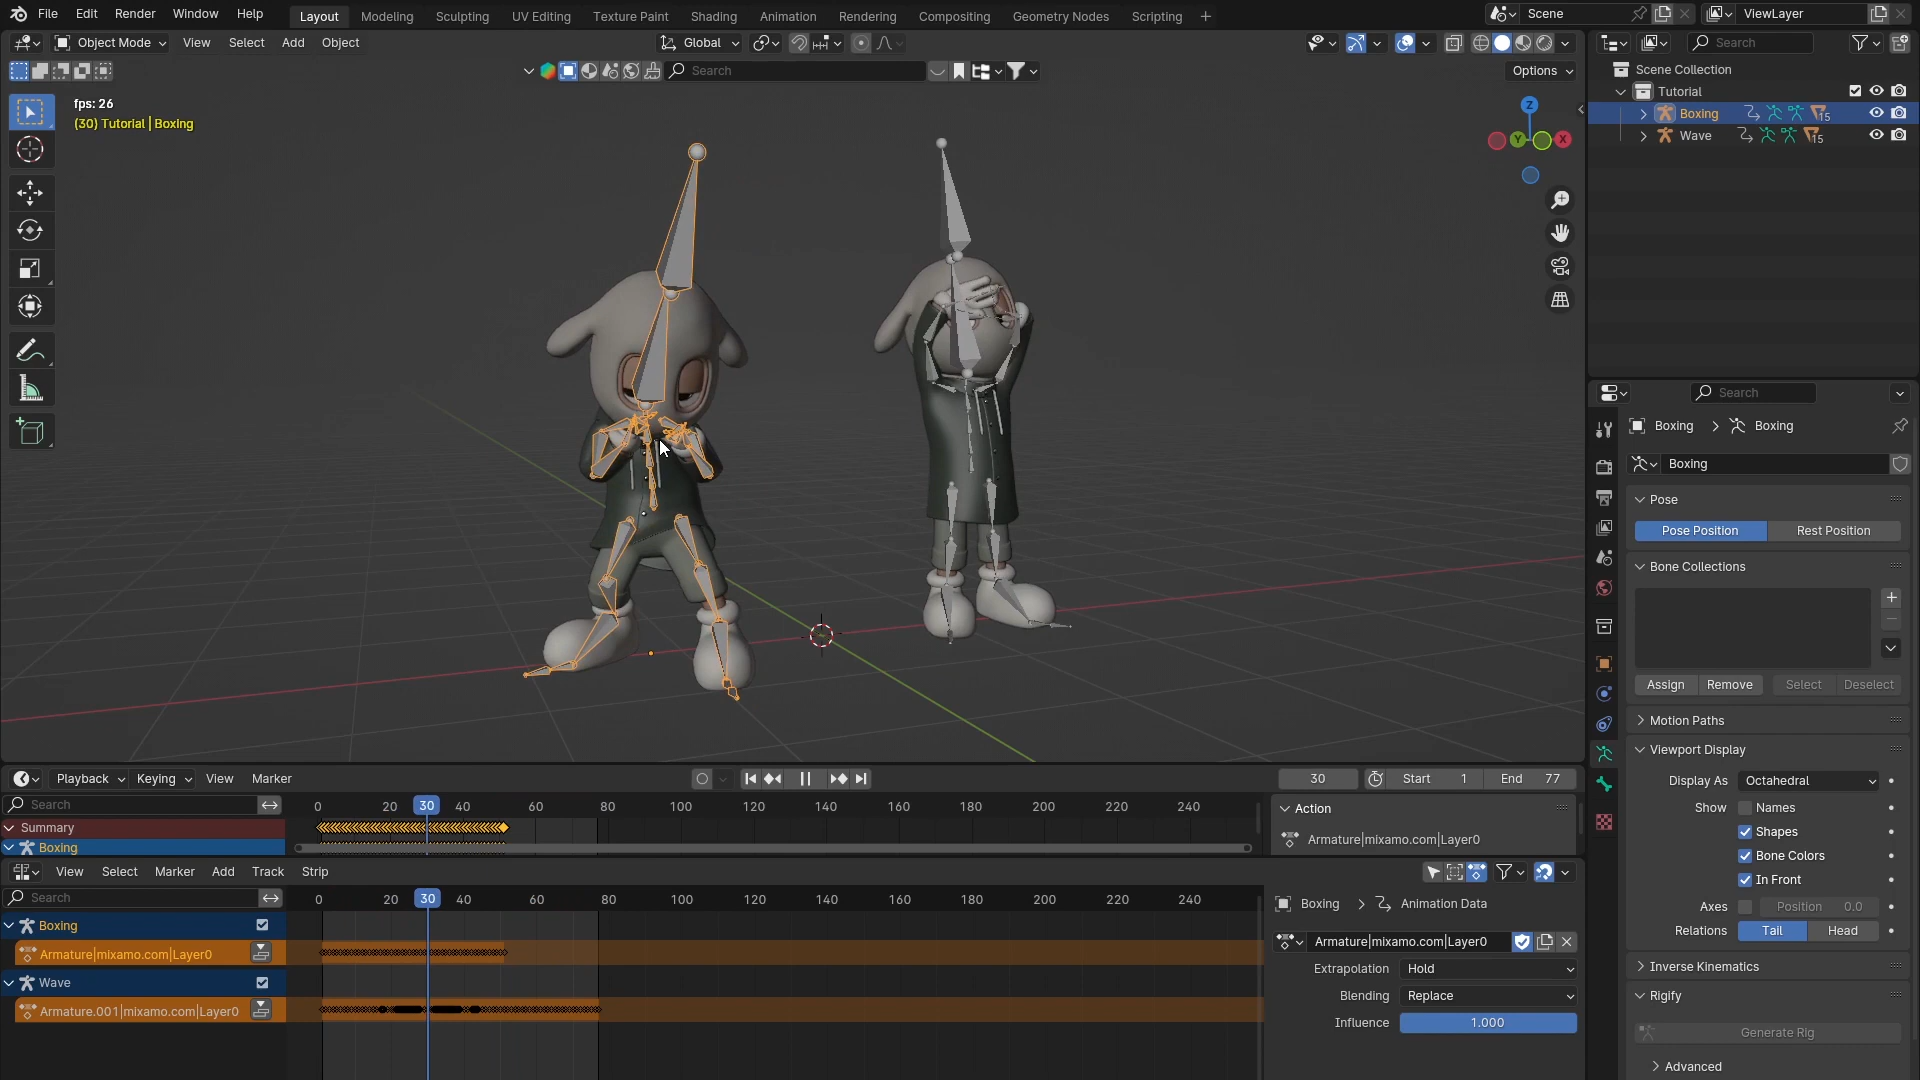 File Edit Render Window Help Layout Modeling Sculpting UV Editing Texture Paint Shading Animation Rendering Compositing Geometry Nodes Scripting + Scene ViewLayer
Object Mode View Select Add Object Global Search
Search Options
fps: 26
(30) Tutorial | Boxing
Z
Y X
Scene Collection
Tutorial
Boxing 15
Wave 15
Search
Boxing > Boxing
Boxing
Pose
Pose Position Rest Position
Bone Collections
Assign Remove Select Deselect
Motion Paths
Viewport Display
Display As Octahedral
Show Names
Shapes
Bone Colors
In Front
Axes Position 0.0
Relations Tail Head
Inverse Kinematics
Rigify
Generate Rig
Advanced
Playback Keying View Marker 30 Start 1 End 77
Search 0 20 30 40 60 80 100 120 140 160 180 200 220 240 Action
Summary
Armature|mixamo.com|Layer0
Boxing
View Select Marker Add Track Strip
Search 0 20 30 40 60 80 100 120 140 160 180 200 220 240 Boxing > Animation Data
Boxing
Armature|mixamo.com|Layer0
Armature|mixamo.com|Layer0
Extrapolation Hold
Wave
Blending Replace
Armature.001|mixamo.com|Layer0
Influence 1.000